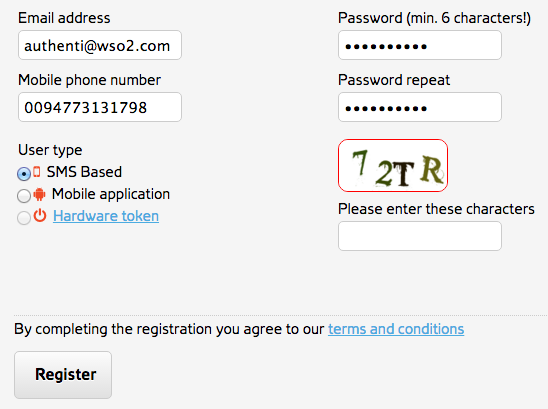 Email address
authenti@wso2.com
Mobile phone number
0094773131798
User type
SMS Based
Mobile application
Hardware token
Password (min. 6 characters!)
••••••••••
Password repeat
••••••••••
72TR
Please enter these characters
By completing the registration you agree to our terms and conditions
Register